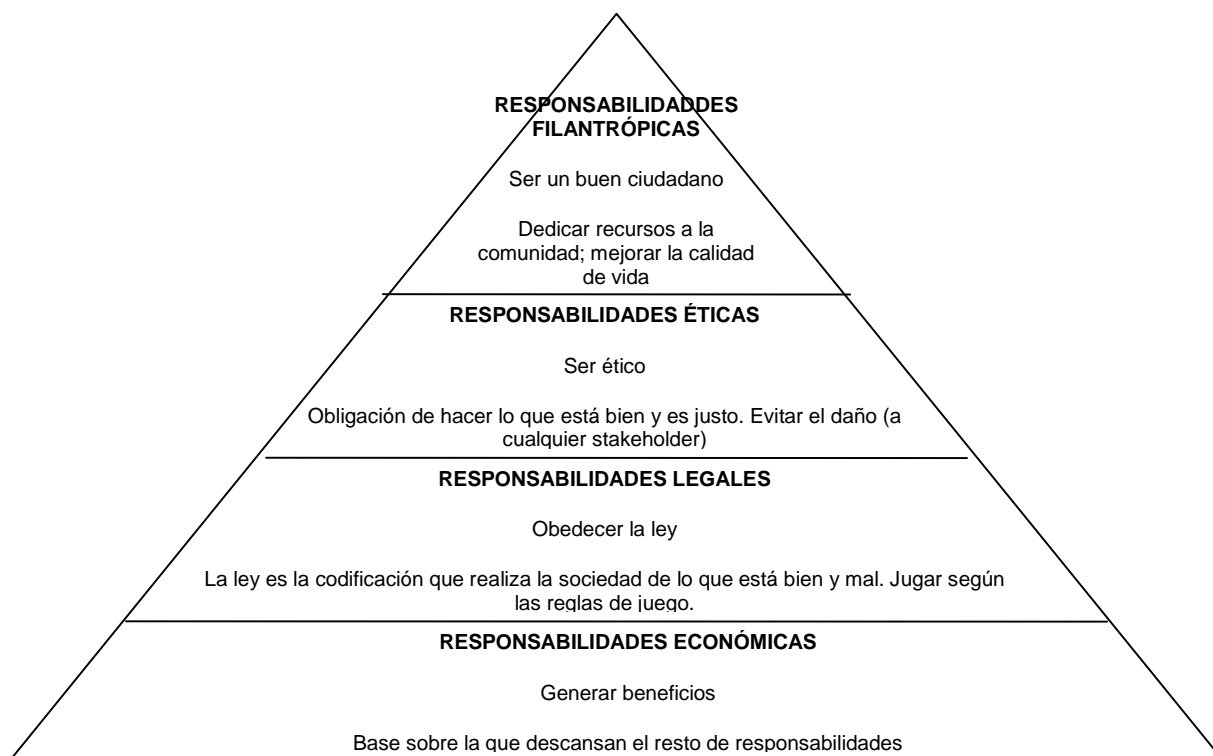 RESPONSABILIDADDES
FILANTRÓPICAS
Ser un buen ciudadano
Dedicar recursos a la
comunidad; mejorar la calidad
de vida
RESPONSABILIDADES ÉTICAS
Ser ético
Obligación de hacer lo que está bien y es justo. Evitar el daño (a
cualquier stakeholder)
RESPONSABILIDADES LEGALES
Obedecer la ley
La ley es la codificación que realiza la sociedad de lo que está bien y mal. Jugar según
las reglas de juego.
RESPONSABILIDADES ECONÓMICAS
Generar beneficios
Base sobre la que descansan el resto de responsabilidades